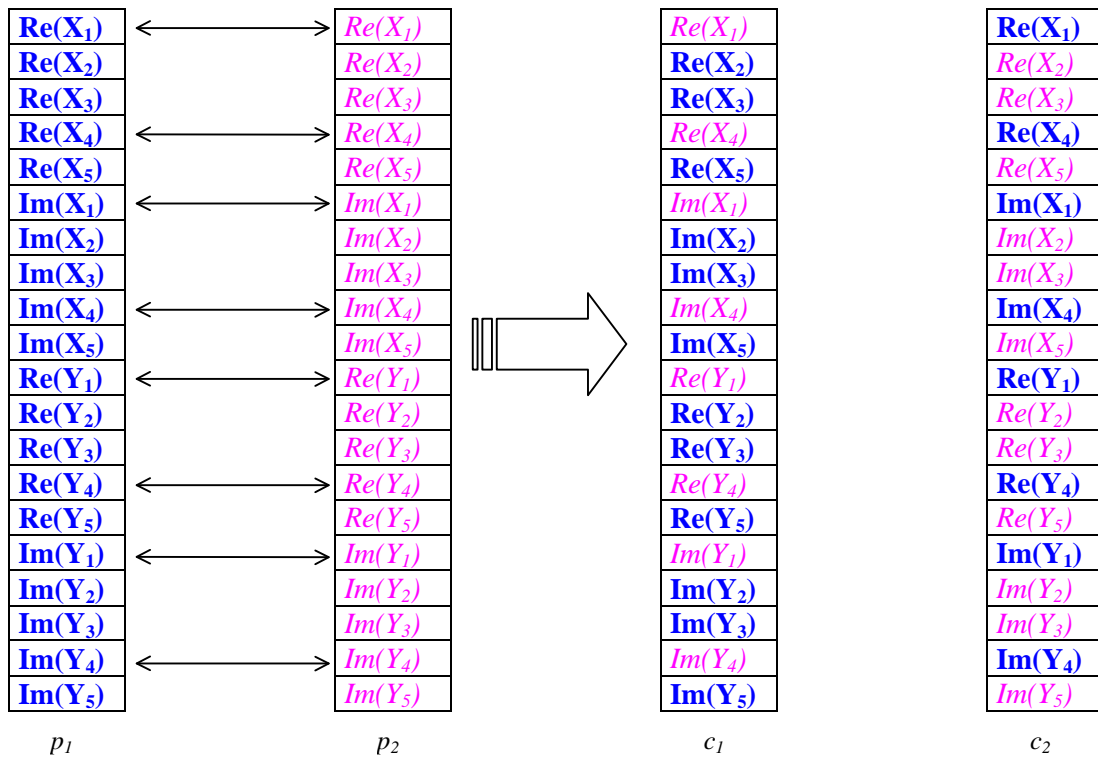 Re(X₁) Re(X₁) Re(X₁) Re(X₁)
Re(X₂) Re(X₂) Re(X₂) Re(X₂)
Re(X₃) Re(X₃) Re(X₃) Re(X₃)
Re(X₄) Re(X₄) Re(X₄) Re(X₄)
Re(X₅) Re(X₅) Re(X₅) Re(X₅)
Im(X₁) Im(X₁) Im(X₁) Im(X₁)
Im(X₂) Im(X₂) Im(X₂) Im(X₂)
Im(X₃) Im(X₃) Im(X₃) Im(X₃)
Im(X₄) Im(X₄) Im(X₄) Im(X₄)
Im(X₅) Im(X₅) Im(X₅) Im(X₅)
Re(Y₁) Re(Y₁) Re(Y₁) Re(Y₁)
Re(Y₂) Re(Y₂) Re(Y₂) Re(Y₂)
Re(Y₃) Re(Y₃) Re(Y₃) Re(Y₃)
Re(Y₄) Re(Y₄) Re(Y₄) Re(Y₄)
Re(Y₅) Re(Y₅) Re(Y₅) Re(Y₅)
Im(Y₁) Im(Y₁) Im(Y₁) Im(Y₁)
Im(Y₂) Im(Y₂) Im(Y₂) Im(Y₂)
Im(Y₃) Im(Y₃) Im(Y₃) Im(Y₃)
Im(Y₄) Im(Y₄) Im(Y₄) Im(Y₄)
Im(Y₅) Im(Y₅) Im(Y₅) Im(Y₅)
p₁ p₂ c₁ c₂